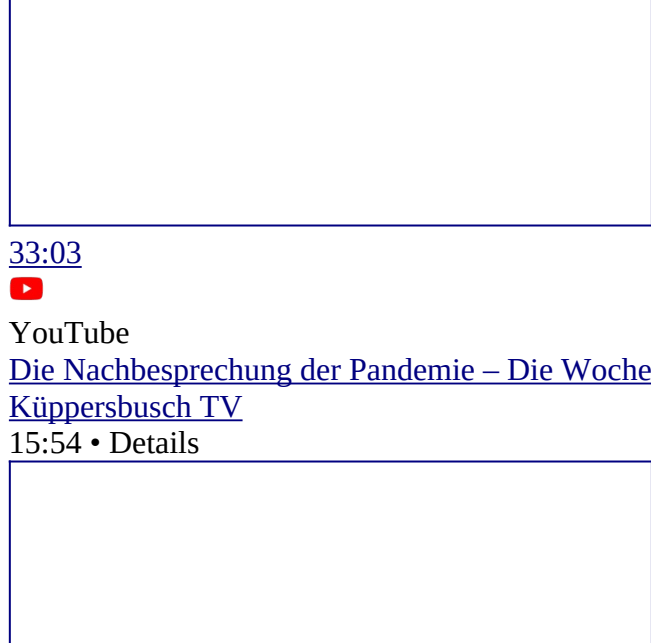 33:03
YouTube
Die Nachbesprechung der Pandemie – Die Woche
Küppersbusch TV
15:54 • Details